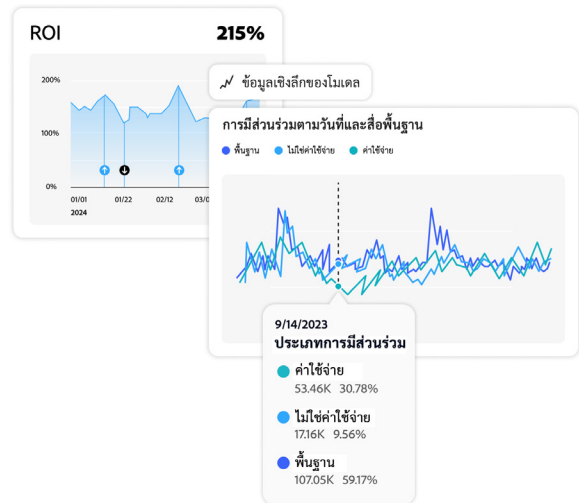 ROI 215%
200%
100%
0%
01/01 01/22 02/12
2024
ข้อมูลเชิงลึกของโมเดล
การมีส่วนร่วมตามวันที่และสื่อพื้นฐาน
พื้นฐาน ไม่ใช่ค่าใช้จ่าย ค่าใช้จ่าย
9/14/2023
ประเภทการมีส่วนร่วม
ค่าใช้จ่าย
53.46K 30.78%
ไม่ใช่ค่าใช้จ่าย
17.16K 9.56%
พื้นฐาน
107.05K 59.17%